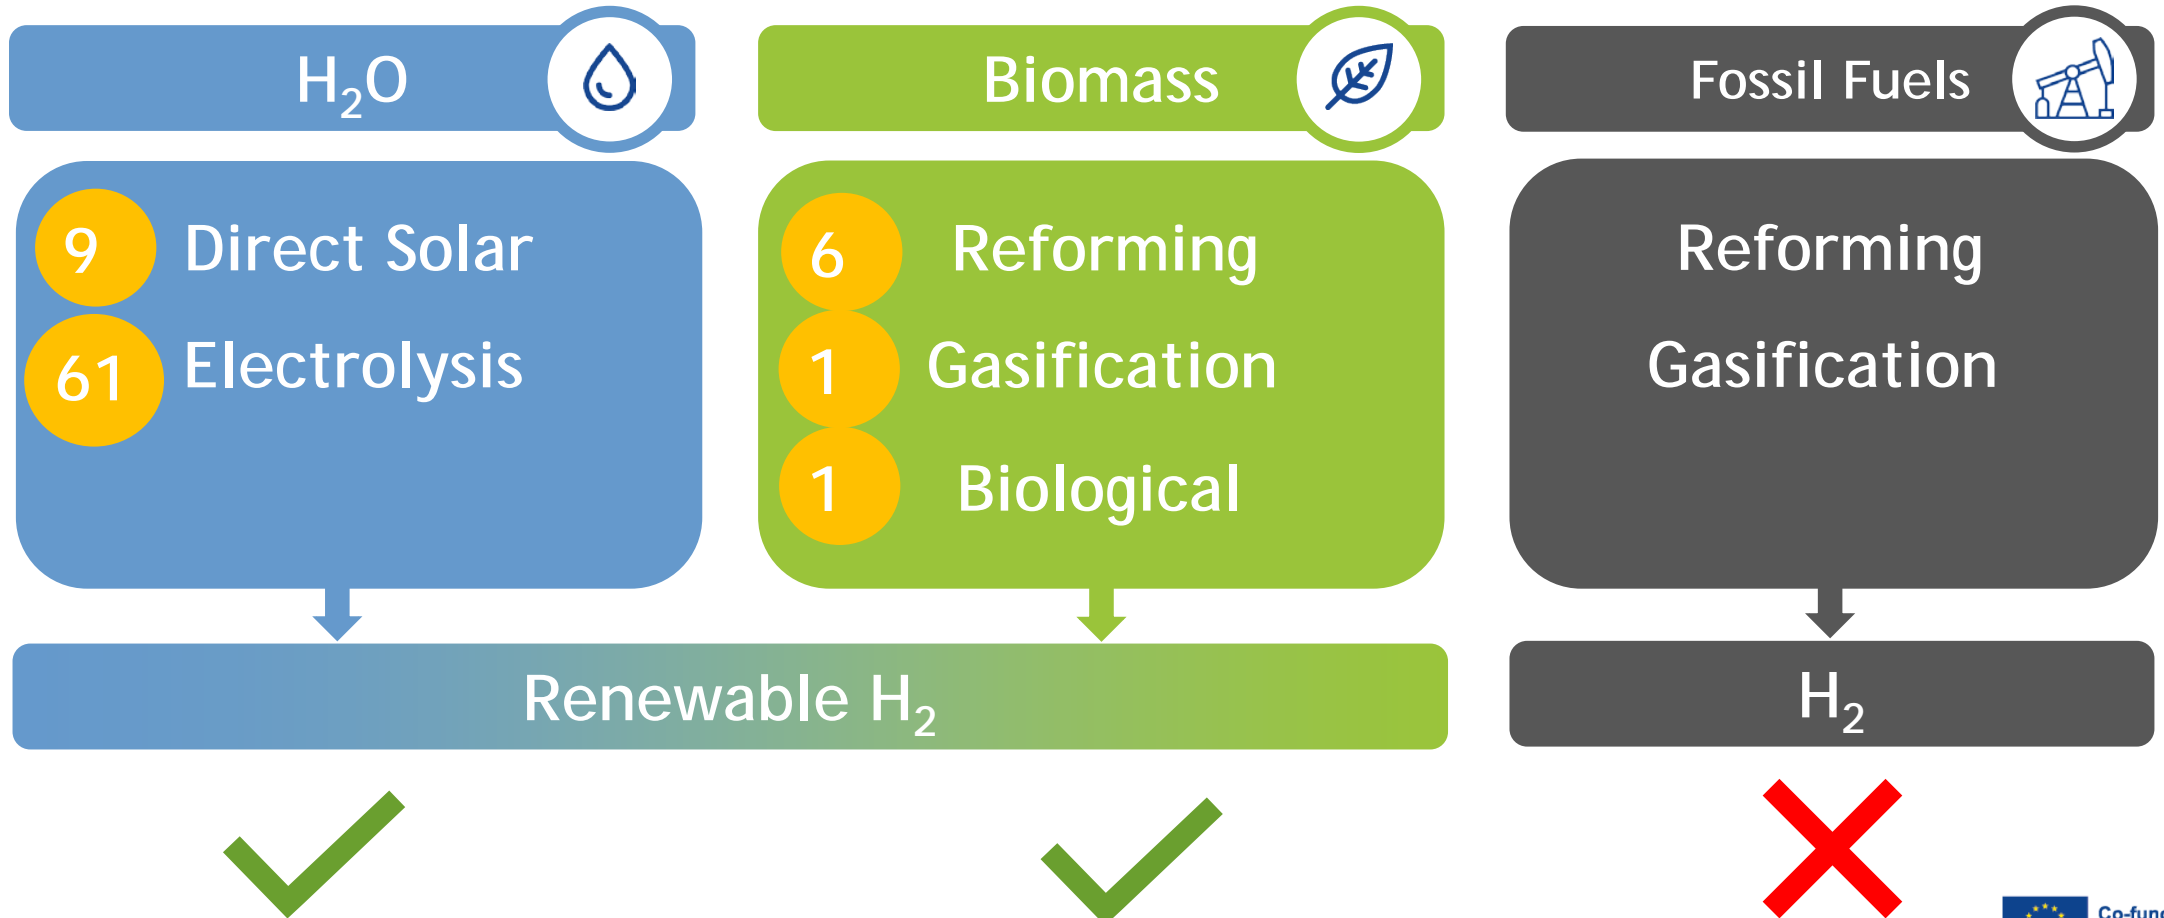 H₂O
9 Direct Solar
61 Electrolysis
Biomass
6 Reforming
1 Gasification
1 Biological
Renewable H₂
Fossil Fuels
Reforming
Gasification
H₂